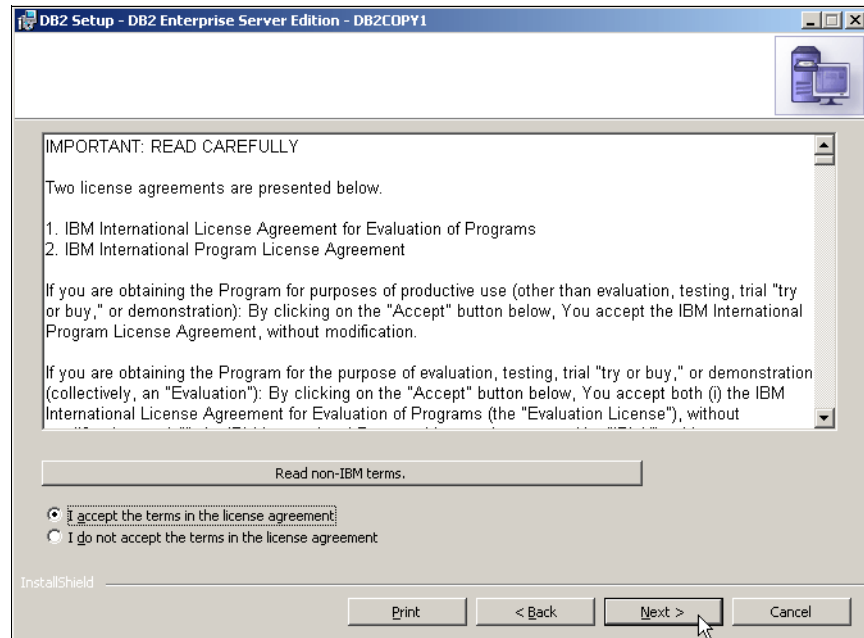 DB2 Setup - DB2 Enterprise Server Edition - DB2COPY1
IMPORTANT: READ CAREFULLY
Two license agreements are presented below.
1. IBM International License Agreement for Evaluation of Programs
2. IBM International Program License Agreement
If you are obtaining the Program for purposes of productive use (other than evaluation, testing, trial "try
or buy," or demonstration): By clicking on the "Accept" button below, You accept the IBM International
Program License Agreement, without modification.
If you are obtaining the Program for the purpose of evaluation, testing, trial "try or buy," or demonstration
(collectively, an "Evaluation"): By clicking on the "Accept" button below, You accept both (i) the IBM
International License Agreement for Evaluation of Programs (the "Evaluation License"), without
Read non-IBM terms.
I accept the terms in the license agreement
I do not accept the terms in the license agreement
InstallShield
Print
< Back
Next >
Cancel